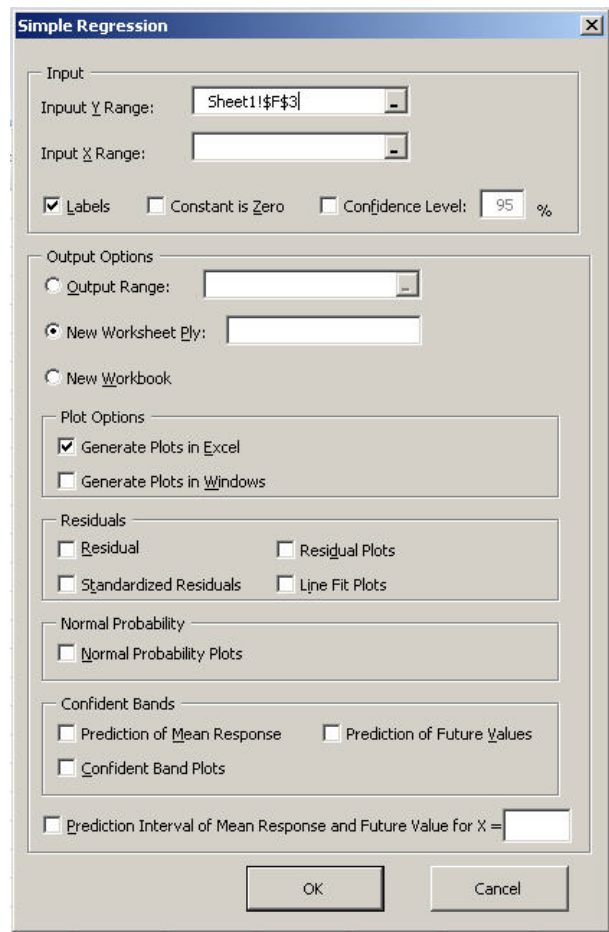 Simple Regression
Input
Inpuut Y Range: Sheet1!$F$3
Input X Range:
Labels Constant is Zero Confidence Level: 95 %
Output Options
Output Range:
New Worksheet Ply:
New Workbook
Plot Options
Generate Plots in Excel
Generate Plots in Windows
Residuals
Residual Residual Plots
Standardized Residuals Line Fit Plots
Normal Probability
Normal Probability Plots
Confident Bands
Prediction of Mean Response Prediction of Future Values
Confident Band Plots
Prediction Interval of Mean Response and Future Value for X =
OK Cancel